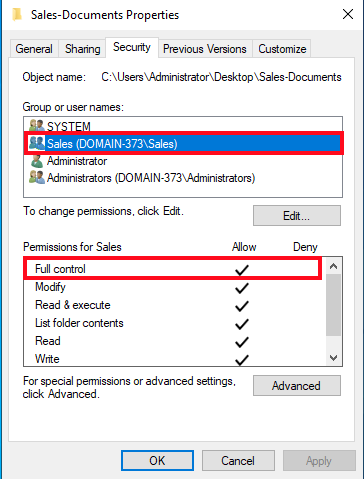 Sales-Documents Properties
General Sharing Security Previous Versions Customize
Object name: C:\Users\Administrator\Desktop\Sales-Documents
Group or user names:
SYSTEM
Sales (DOMAIN-373\Sales)
Administrator
Administrators (DOMAIN-373\Administrators)
To change permissions, click Edit. Edit...
Permissions for Sales Allow Deny
Full control
Modify
Read & execute
List folder contents
Read
Write
For special permissions or advanced settings, Advanced
click Advanced.
OK Cancel Apply